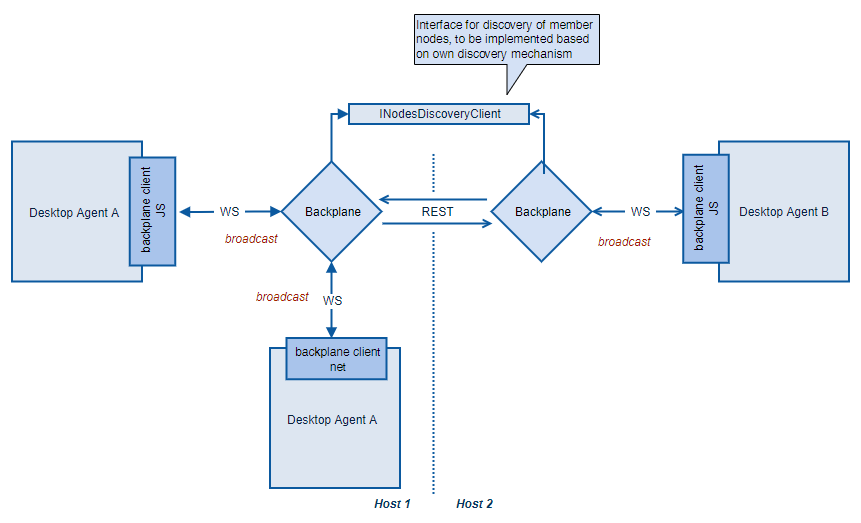 Interface for discovery of member
nodes, to be implemented based
on own discovery mechanism
INodesDiscoveryClient
Desktop Agent A
backplane client
JS
WS
broadcast
Backplane
REST
Backplane
WS
broadcast
backplane client
JS
Desktop Agent B
broadcast
WS
backplane client
net
Desktop Agent A
Host 1
Host 2